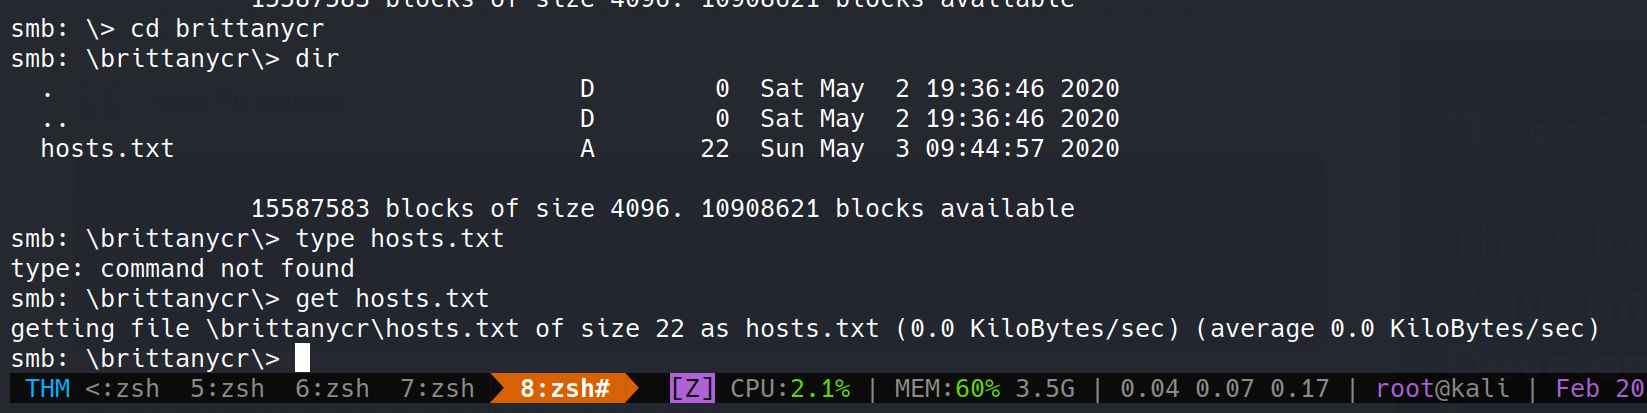 15587583 blocks of size 4096. 10908621 blocks available
smb: \> cd brittanycr
smb: \brittanycr\> dir
  .                                   D        0  Sat May  2 19:36:46 2020
  ..                                  D        0  Sat May  2 19:36:46 2020
  hosts.txt                           A       22  Sun May  3 09:44:57 2020
                15587583 blocks of size 4096. 10908621 blocks available
smb: \brittanycr\> type hosts.txt
type: command not found
smb: \brittanycr\> get hosts.txt
getting file \brittanycr\hosts.txt of size 22 as hosts.txt (0.0 KiloBytes/sec) (average 0.0 KiloBytes/sec)
smb: \brittanycr\>
THM <:zsh  5:zsh  6:zsh  7:zsh  8:zsh#  [Z] CPU:2.1% | MEM:60% 3.5G | 0.04 0.07 0.17 | root@kali | Feb 20
Hosts File Contents: